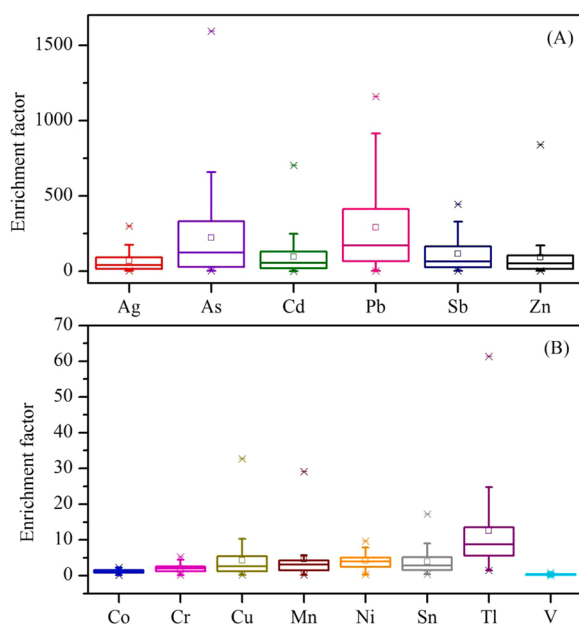 (A)
Enrichment factor
1500
1000
500
0
Ag As Cd Pb Sb Zn
(B)
Enrichment factor
70
60
50
40
30
20
10
0
Co Cr Cu Mn Ni Sn Tl V